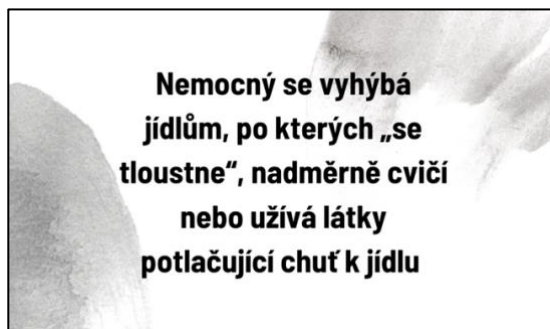 Nemocný se vyhýbá
jídlům, po kterých „se
tloustne“, nadměrně cvičí
nebo užívá látky
potlačující chuť k jídlu